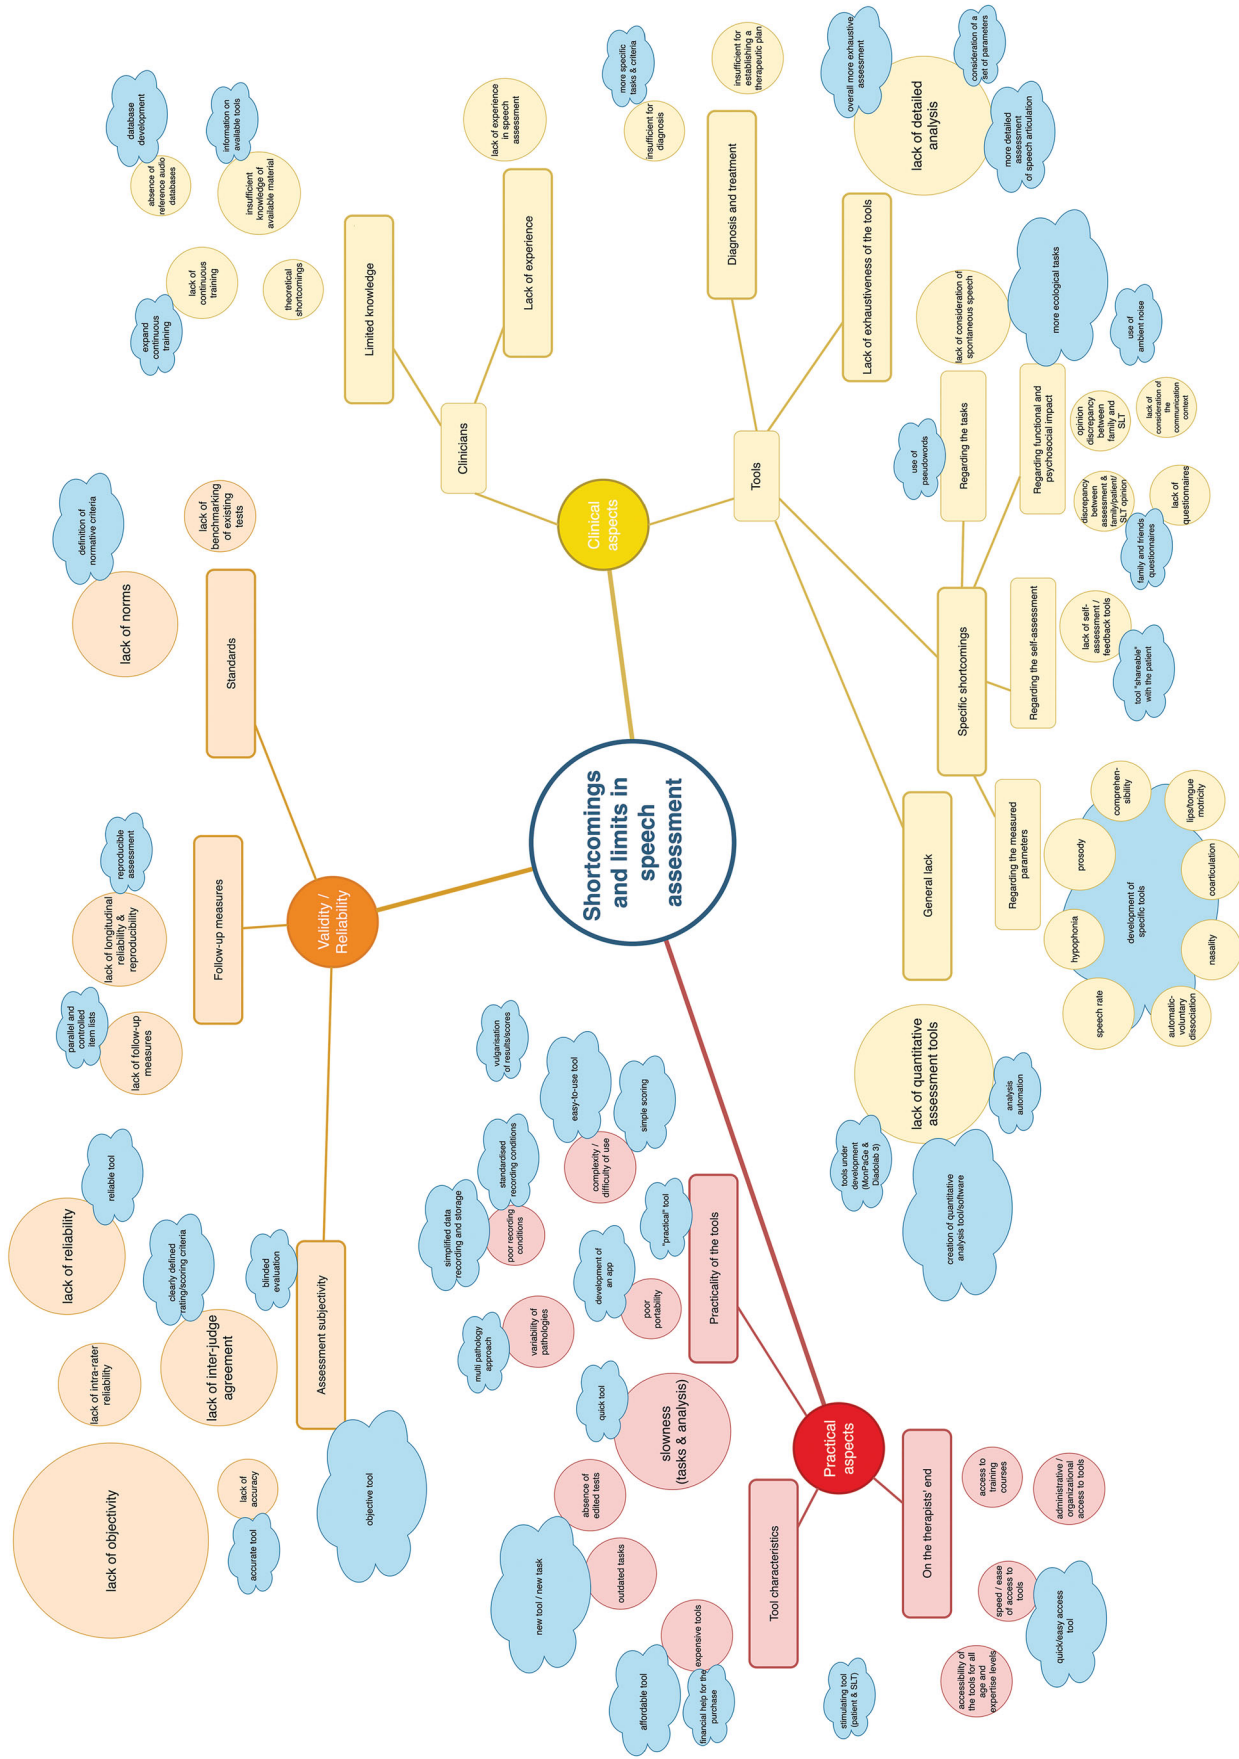 Shortcomings
and limits in
speech
assessment
Validity /
Reliability
Assessment subjectivity
lack of objectivity
lack of intra-rater
reliability
lack of reliability
reliable tool
lack of inter-judge
agreement
clearly defined
rating/scoring criteria
blinded
evaluation
lack of
accuracy
accurate tool
objective tool
Follow-up measures
parallel and
controlled
item lists
lack of follow-up
measures
lack of longitudinal
reliability &
reproducibility
reproducible
assessment
Standards
lack of norms
definition of
normative criteria
lack of
benchmarking
of existing
tests
Clinical
aspects
Clinicians
Limited knowledge
expand
continuous
training
lack of
continuous
training
theoretical
shortcomings
absence of
reference audio
databases
database
development
insufficient
knowledge of
available material
information on
available tools
Lack of experience
lack of experience
in speech
assessment
Tools
Diagnosis and treatment
insufficient for
diagnosis
more specific
tasks & criteria
insufficient for
establishing a
therapeutic plan
Lack of exhaustiveness of the tools
overall more exhaustive
assessment
lack of detailed
analysis
consideration of a
set of parameters
more detailed
assessment
of speech articulation
Specific shortcomings
Regarding the tasks
use of
pseudowords
lack of consideration of
spontaneous speech
more ecological tasks
Regarding functional and
psychosocial impact
use of
ambient noise
opinion
discrepancy
between
family and
SLT
lack of
consideration of
the
communication
context
discrepancy
between
assessment &
family/patient/
SLT opinion
lack of
questionnaires
family and friends
questionnaires
Regarding the self-assessment
lack of self-
assessment /
feedback tools
tool "shareable"
with the patient
Regarding the measured
parameters
development of
specific tools
speech rate
hypophonia
prosody
comprehen-
sibility
lips/tongue
motricity
coarticulation
nasality
automatic-
voluntary
dissociation
General lack
lack of quantitative
assessment tools
tools under
development
(MonPaGe &
Diadolab 3)
analysis
automation
creation of quantitative
analysis tool/software
Practical
aspects
Practicality of the tools
"practical" tool
vulgarisation
of results/scores
easy-to-use tool
simple scoring
complexity /
difficulty of use
standardised
recording conditions
simplified data
recording and storage
poor recording
conditions
development of
an app
poor
portability
multi pathology
approach
variability of
pathologies
quick tool
slowness
(tasks & analysis)
Tool characteristics
absence of
edited tests
new tool / new task
outdated tasks
expensive tools
affordable tool
financial help for the
purchase
stimulating tool
(patient & SLT)
On the therapists' end
access to
training
courses
administrative /
organizational
access to tools
speed / ease
of access to
tools
quick/easy access
tool
accessibility of
the tools for all
age and
expertise levels